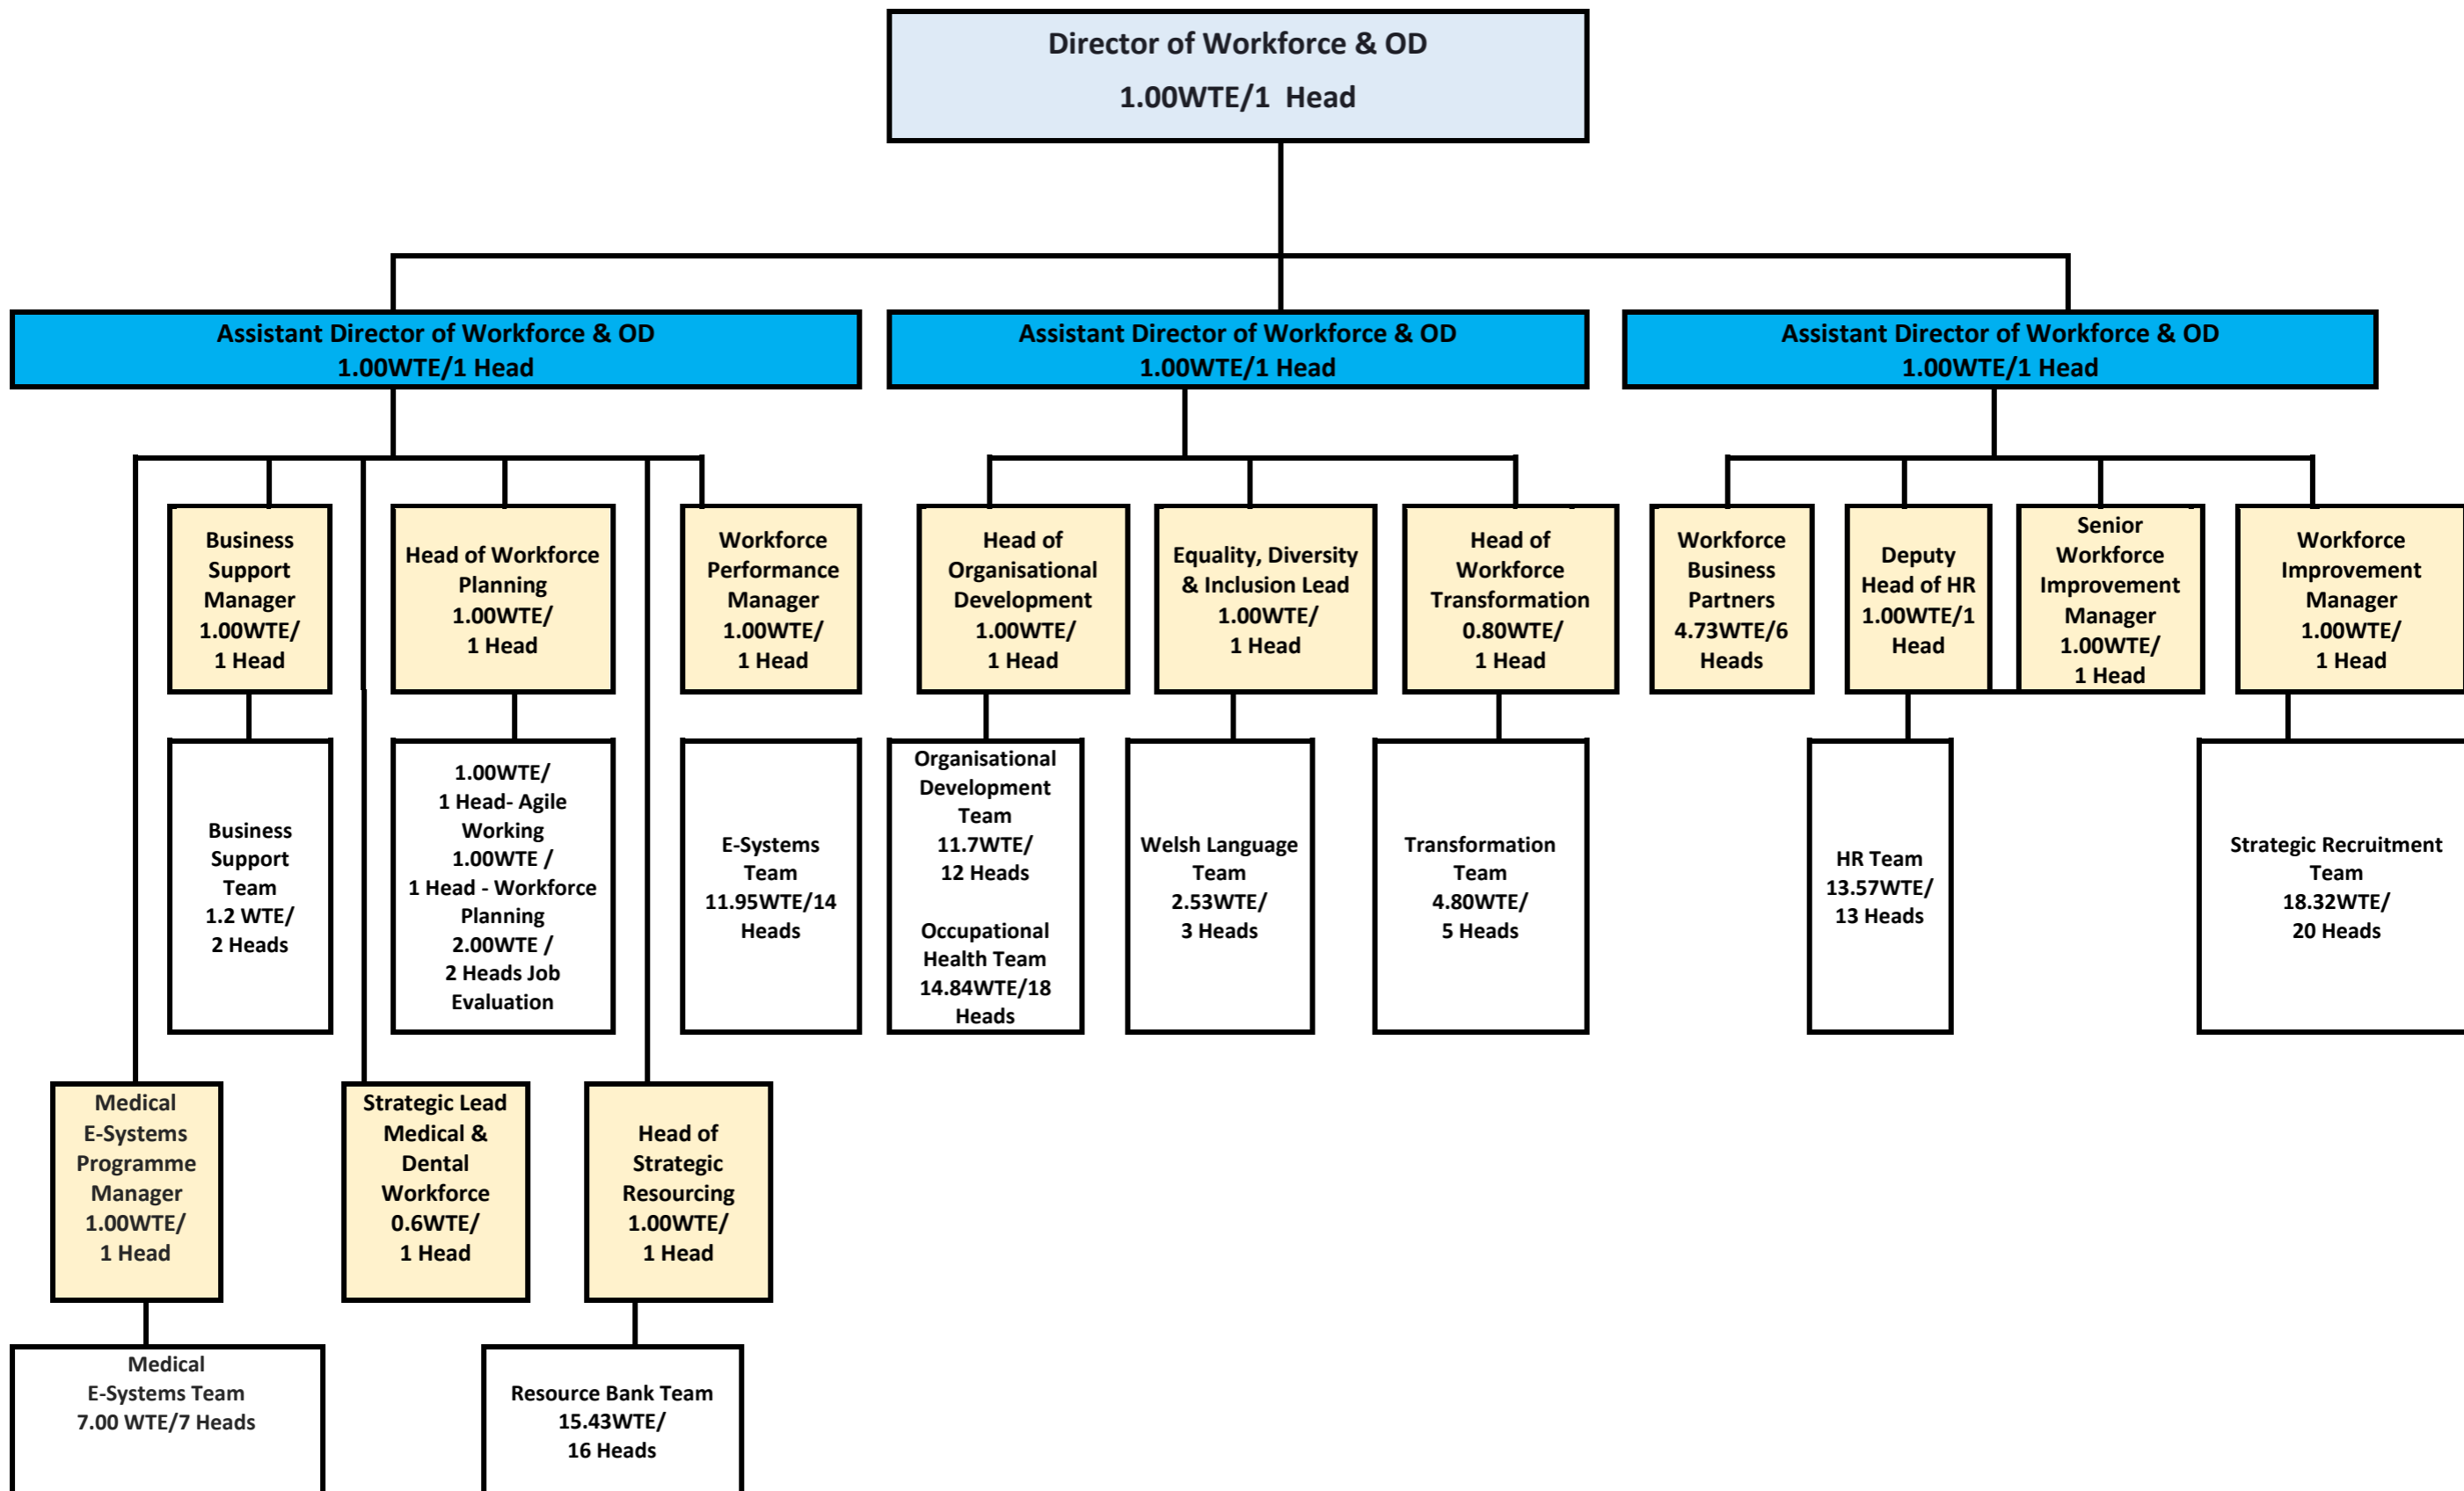 Director of Workforce & OD
1.00WTE/1 Head
Assistant Director of Workforce & OD
1.00WTE/1 Head
Assistant Director of Workforce & OD
1.00WTE/1 Head
Assistant Director of Workforce & OD
1.00WTE/1 Head
Business
Support
Manager
1.00WTE/
1 Head
Head of Workforce
Planning
1.00WTE/
1 Head
Workforce
Performance
Manager
1.00WTE/
1 Head
Head of
Organisational
Development
1.00WTE/
1 Head
Equality, Diversity
& Inclusion Lead
1.00WTE/
1 Head
Head of
Workforce
Transformation
0.80WTE/
1 Head
Workforce
Business
Partners
4.73WTE/6
Heads
Deputy
Head of HR
1.00WTE/1
Head
Senior
Workforce
Improvement
Manager
1.00WTE/
1 Head
Workforce
Improvement
Manager
1.00WTE/
1 Head
Business
Support
Team
1.2 WTE/
2 Heads
1.00WTE/
1 Head- Agile
Working
1.00WTE /
1 Head - Workforce
Planning
2.00WTE /
2 Heads Job
Evaluation
E-Systems
Team
11.95WTE/14
Heads
Organisational
Development
Team
11.7WTE/
12 Heads
Occupational
Health Team
14.84WTE/18
Heads
Welsh Language
Team
2.53WTE/
3 Heads
Transformation
Team
4.80WTE/
5 Heads
HR Team
13.57WTE/
13 Heads
Strategic Recruitment
Team
18.32WTE/
20 Heads
Medical
E-Systems
Programme
Manager
1.00WTE/
1 Head
Strategic Lead
Medical &
Dental
Workforce
0.6WTE/
1 Head
Head of
Strategic
Resourcing
1.00WTE/
1 Head
Medical
E-Systems Team
7.00 WTE/7 Heads
Resource Bank Team
15.43WTE/
16 Heads